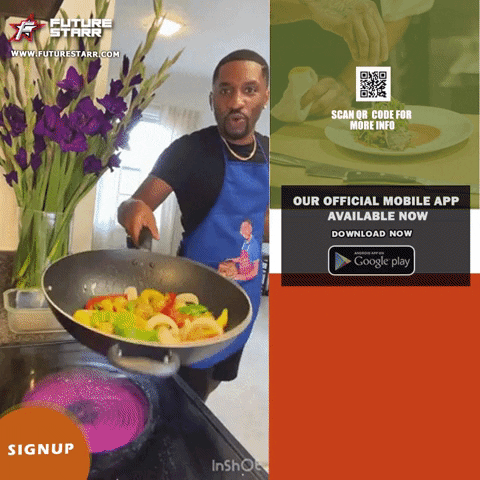 FUTURE
STARR
WWW.FUTURESTARR.COM
SCAN QR CODE FOR
MORE INFO
OUR OFFICIAL MOBILE APP
AVAILABLE NOW
DOWNLOAD NOW
ANDROID APP ON
Google play
SIGNUP
InShOt